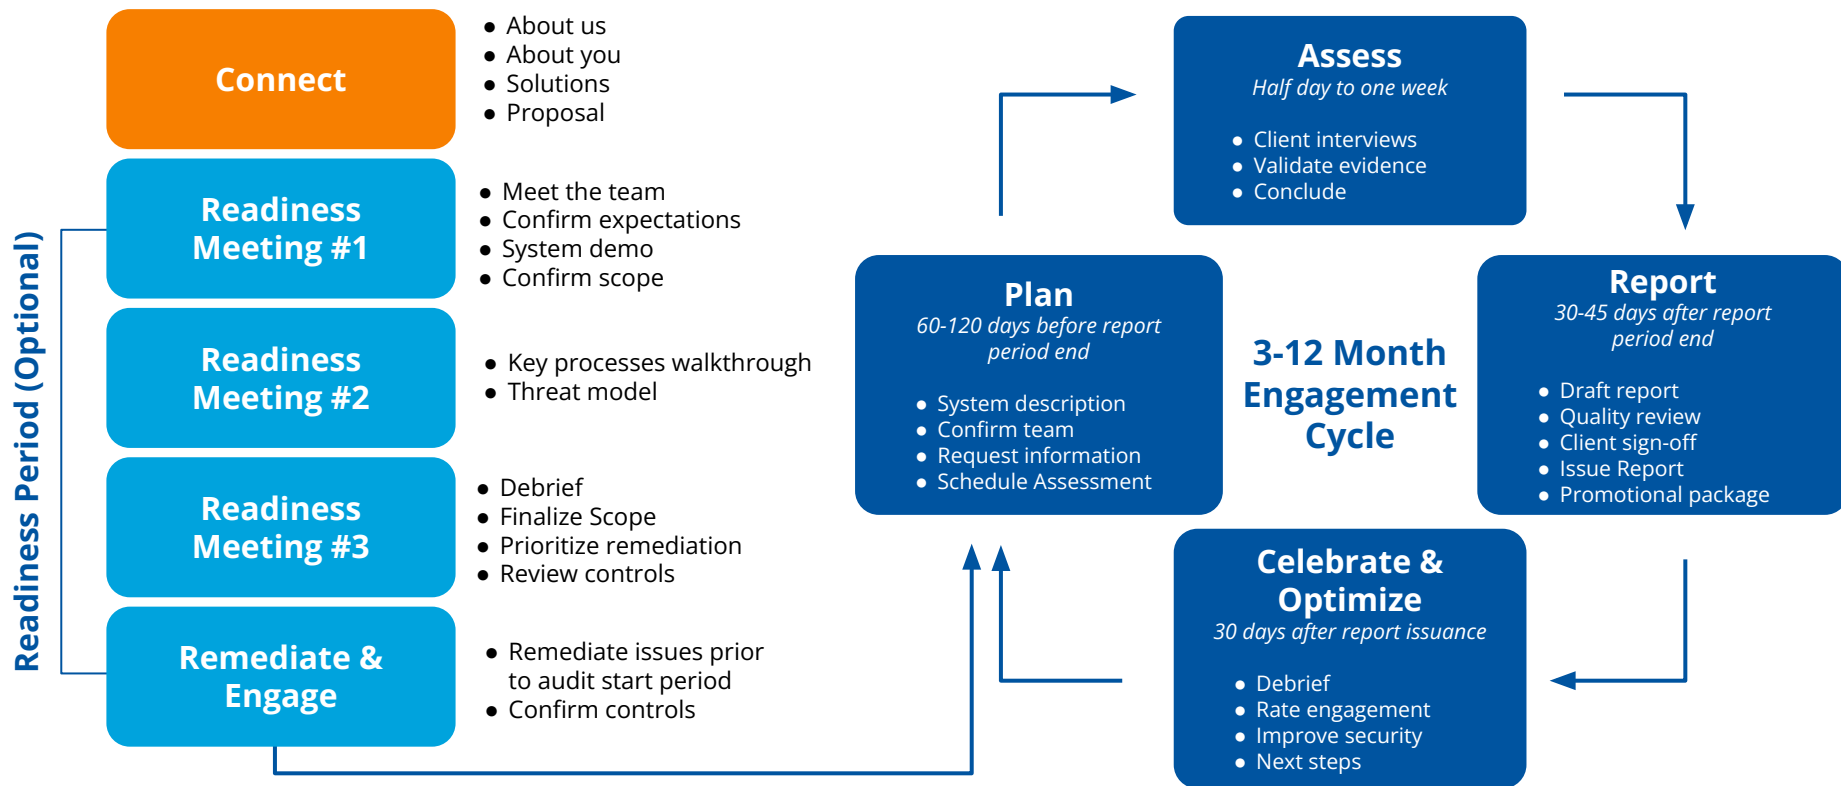 Connect
● About us
● About you
● Solutions
● Proposal
Readiness Period (Optional)
Readiness
Meeting #1
● Meet the team
● Confirm expectations
● System demo
● Confirm scope
Readiness
Meeting #2
● Key processes walkthrough
● Threat model
Readiness
Meeting #3
● Debrief
● Finalize Scope
● Prioritize remediation
● Review controls
Remediate &
Engage
● Remediate issues prior
to audit start period
● Confirm controls
Plan
60-120 days before report
period end
● System description
● Confirm team
● Request information
● Schedule Assessment
Assess
Half day to one week
● Client interviews
● Validate evidence
● Conclude
3-12 Month
Engagement
Cycle
Report
30-45 days after report
period end
● Draft report
● Quality review
● Client sign-off
● Issue Report
● Promotional package
Celebrate &
Optimize
30 days after report issuance
● Debrief
● Rate engagement
● Improve security
● Next steps